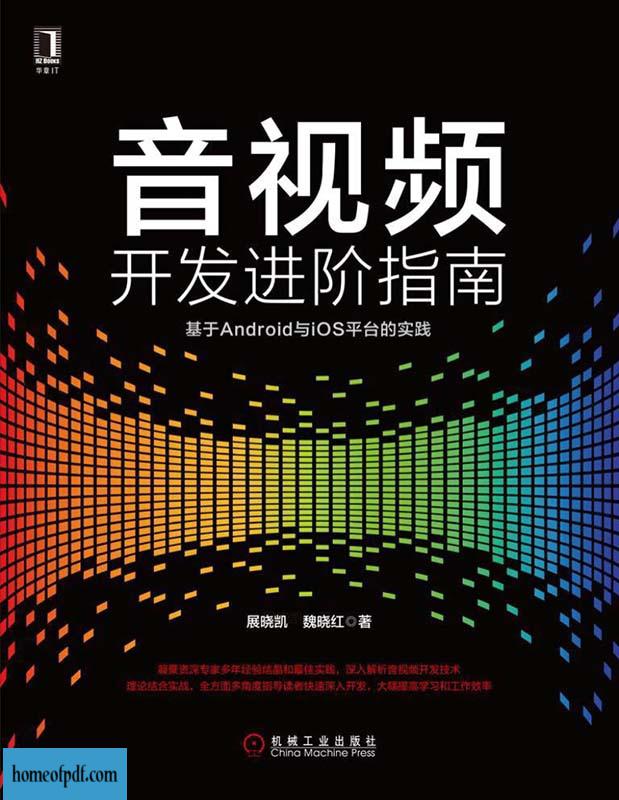 HZ Books
华章IT
音视频
开发进阶指南
基于Android与iOS平台的实践
展晓凯 魏晓红◎著
凝聚资深专家多年经验结晶和最佳实践，深入解析音视频开发技术
理论结合实战，全方面多角度指导读者快速深入开发，大幅提高学习和工作效率
机械工业出版社
China Machine Press
homeofpdf.com